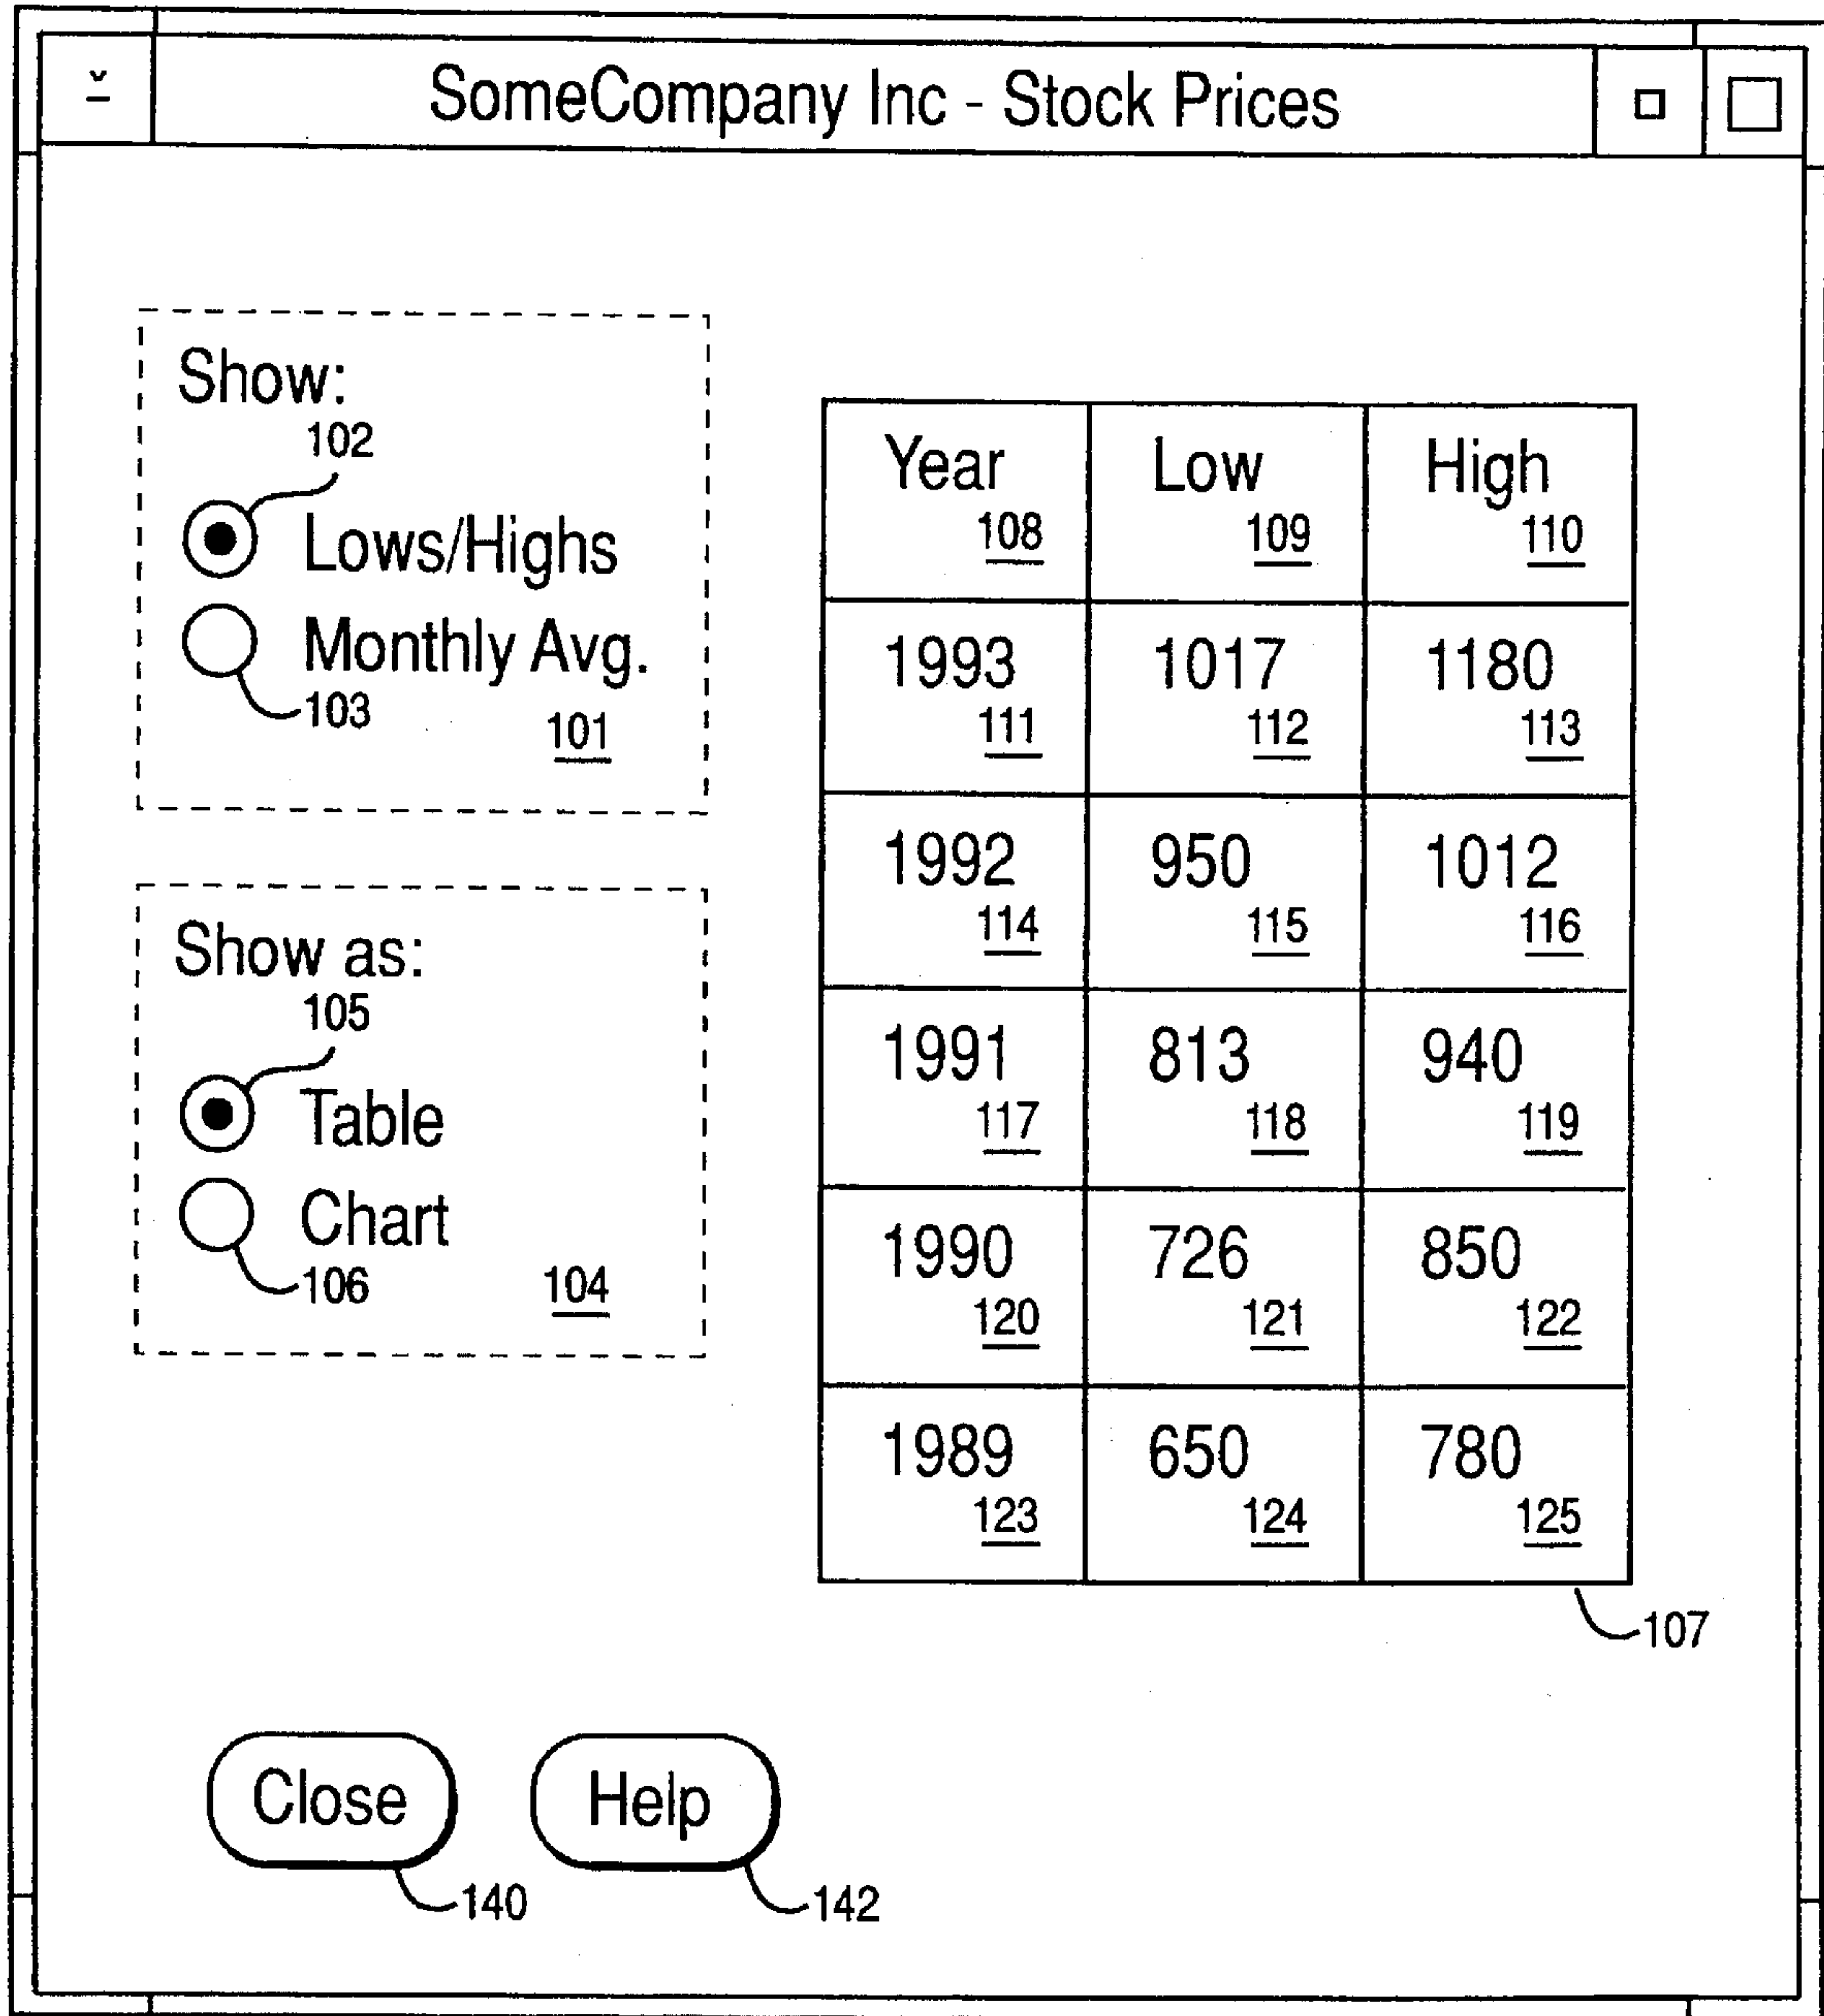 SomeCompany Inc - Stock Prices
Show:
102
Lows/Highs
Monthly Avg.
103
101
Show as:
105
Table
Chart
106
104
Year Low High
108 109 110
1993 1017 1180
111 112 113
1992 950 1012
114 115 116
1991 813 940
117 118 119
1990 726 850
120 121 122
1989 650 780
123 124 125
107
Close Help
140 142